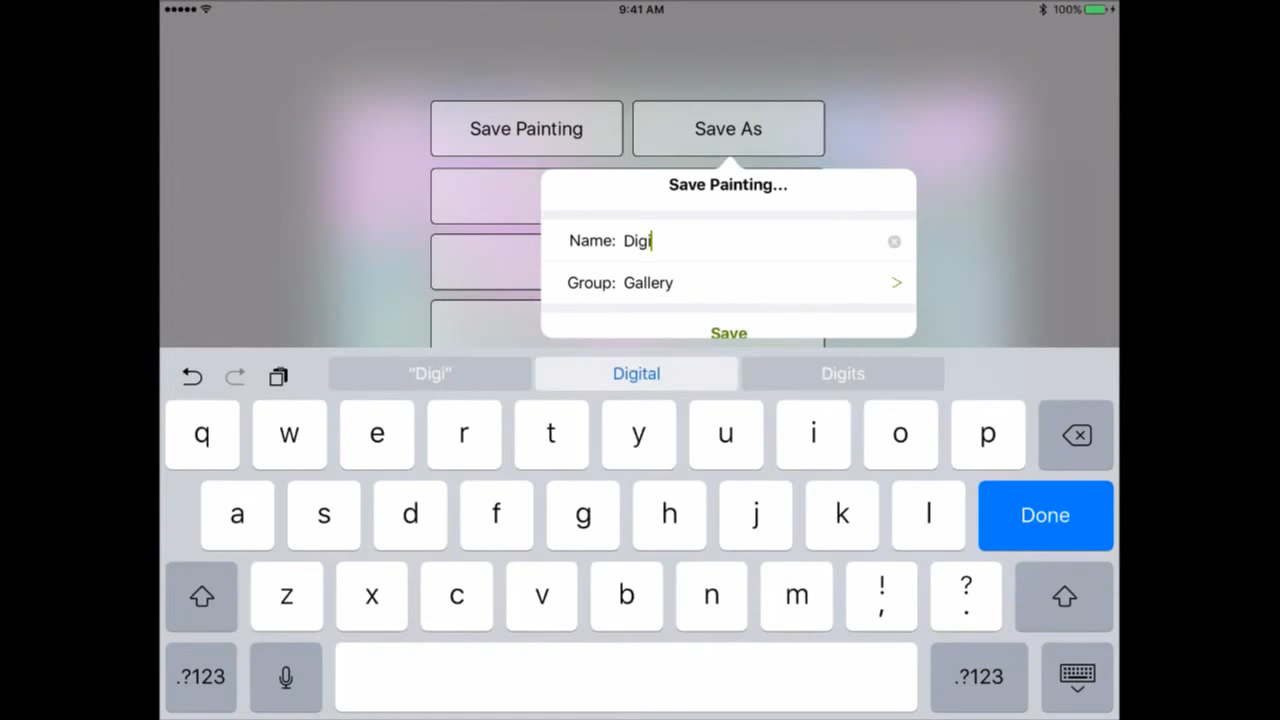 9:41 AM
100%
Save Painting
Save As
Save Painting...
Name: Digi
Group: Gallery >
Save
"Digi"
Digital
Digits
q w e r t y u i o p
a s d f g h j k l Done
z x c v b n m ! , ? .
.?123 .?123